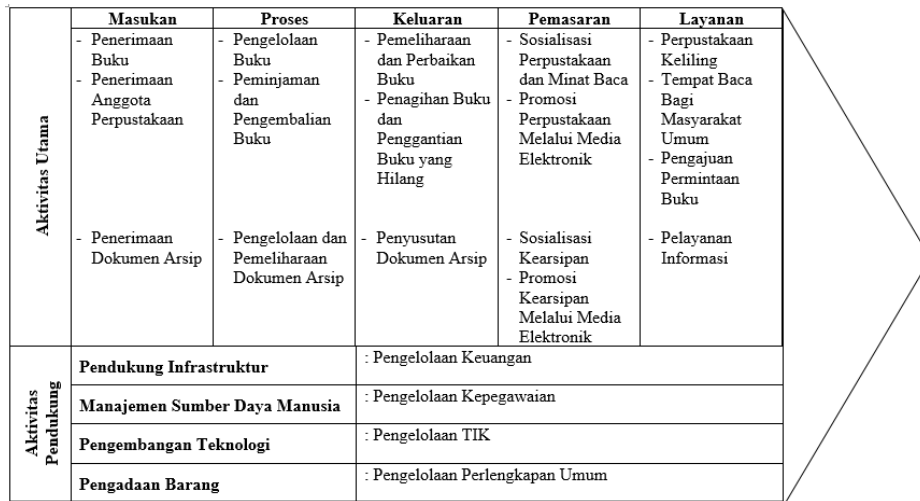 Masukan
Proses
Keluaran
Pemasaran
Layanan
Aktivitas Utama
- Penerimaan
Buku
- Penerimaan
Anggota
Perpustakaan
- Pengelolaan
Buku
- Peminjaman
dan
Pengembalian
Buku
- Pemeliharaan
dan Perbaikan
Buku
- Penagihan Buku
dan
Penggantian
Buku yang
Hilang
- Sosialisasi
Perpustakaan
dan Minat Baca
- Promosi
Perpustakaan
Melalui Media
Elektronik
- Perpustakaan
Keliling
- Tempat Baca
Bagi
Masyarakat
Umum
- Pengajuan
Permintaan
Buku
- Penerimaan
Dokumen Arsip
- Pengelolaan dan
Pemeliharaan
Dokumen Arsip
- Penyusutan
Dokumen Arsip
- Sosialisasi
Kearsipan
- Promosi
Kearsipan
Melalui Media
Elektronik
- Pelayanan
Informasi
Aktivitas
Pendukung
Pendukung Infrastruktur
: Pengelolaan Keuangan
Manajemen Sumber Daya Manusia
: Pengelolaan Kepegawaian
Pengembangan Teknologi
: Pengelolaan TIK
Pengadaan Barang
: Pengelolaan Perlengkapan Umum